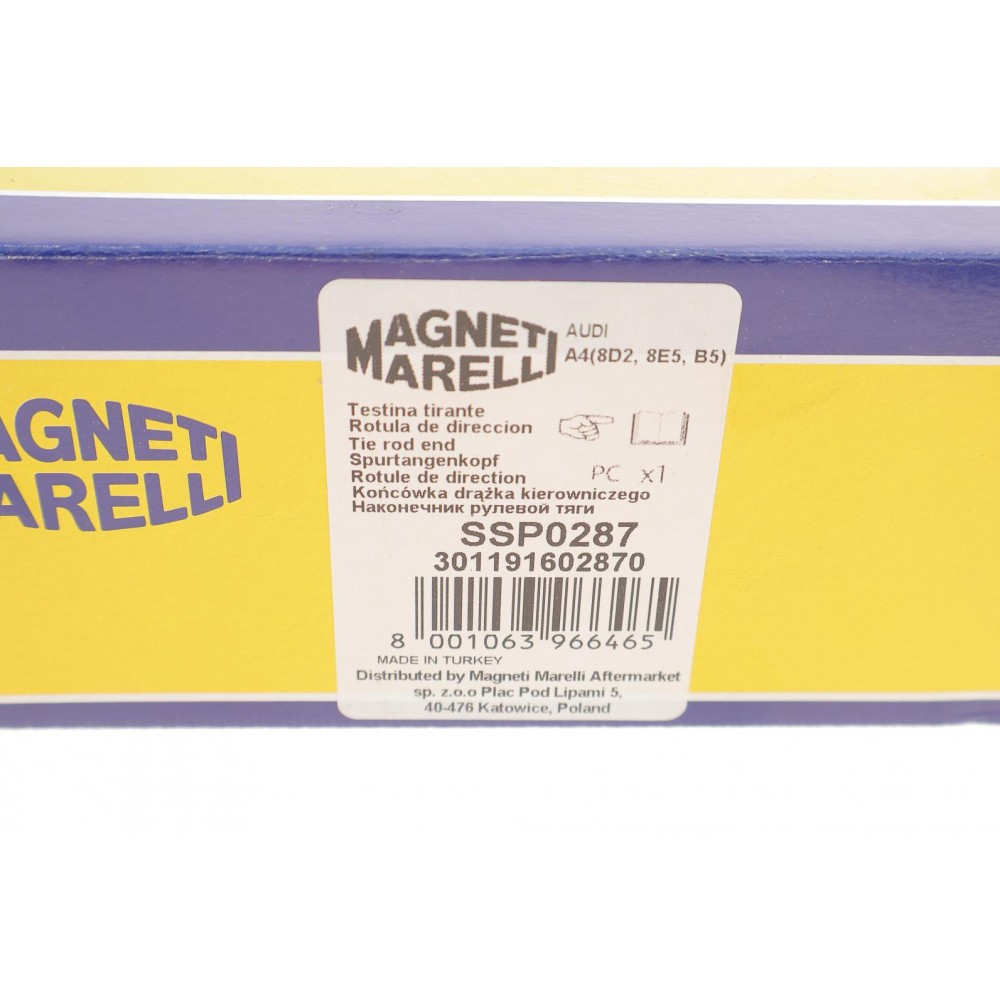 MAGNETI
MARELLI
AUDI
A4(8D2, 8E5, B5)
Testina tirante
Rotula de direccion
Tie rod end
Spurtangenkopf
Rotule de direction
PC x1
Końcówka drążka kierowniczego
Наконечник рулевой тяги
SSP0287
301191602870
8 001063 966465
MADE IN TURKEY
Distributed by Magneti Marelli Aftermarket
sp. z.o.o Plac Pod Lipami 5,
40-476 Katowice, Poland
AGNETI
ARELLI